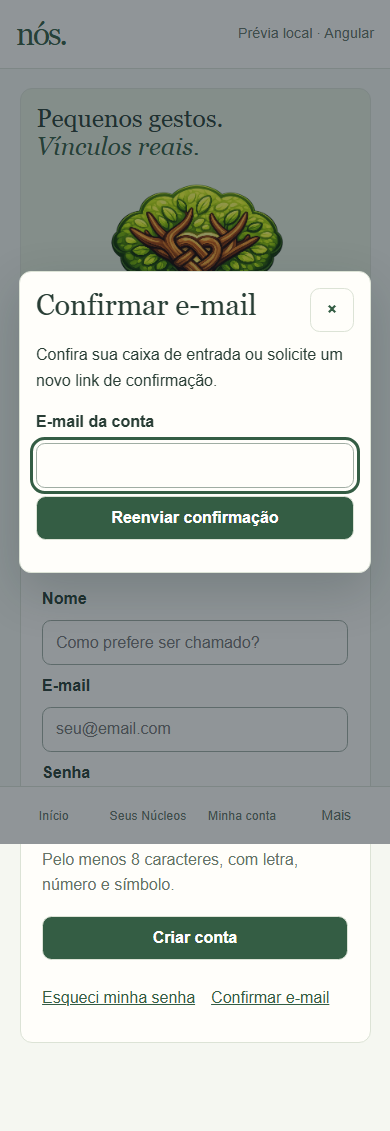 nós.
Prévia local · Angular
Pequenos gestos.
Vínculos reais.
Confirmar e-mail
×
Confira sua caixa de entrada ou solicite um
novo link de confirmação.
E-mail da conta
Reenviar confirmação
Nome
Como prefere ser chamado?
E-mail
seu@email.com
Senha
Início
Seus Núcleos
Minha conta
Mais
Pelo menos 8 caracteres, com letra,
número e símbolo.
Criar conta
Esqueci minha senha
Confirmar e-mail